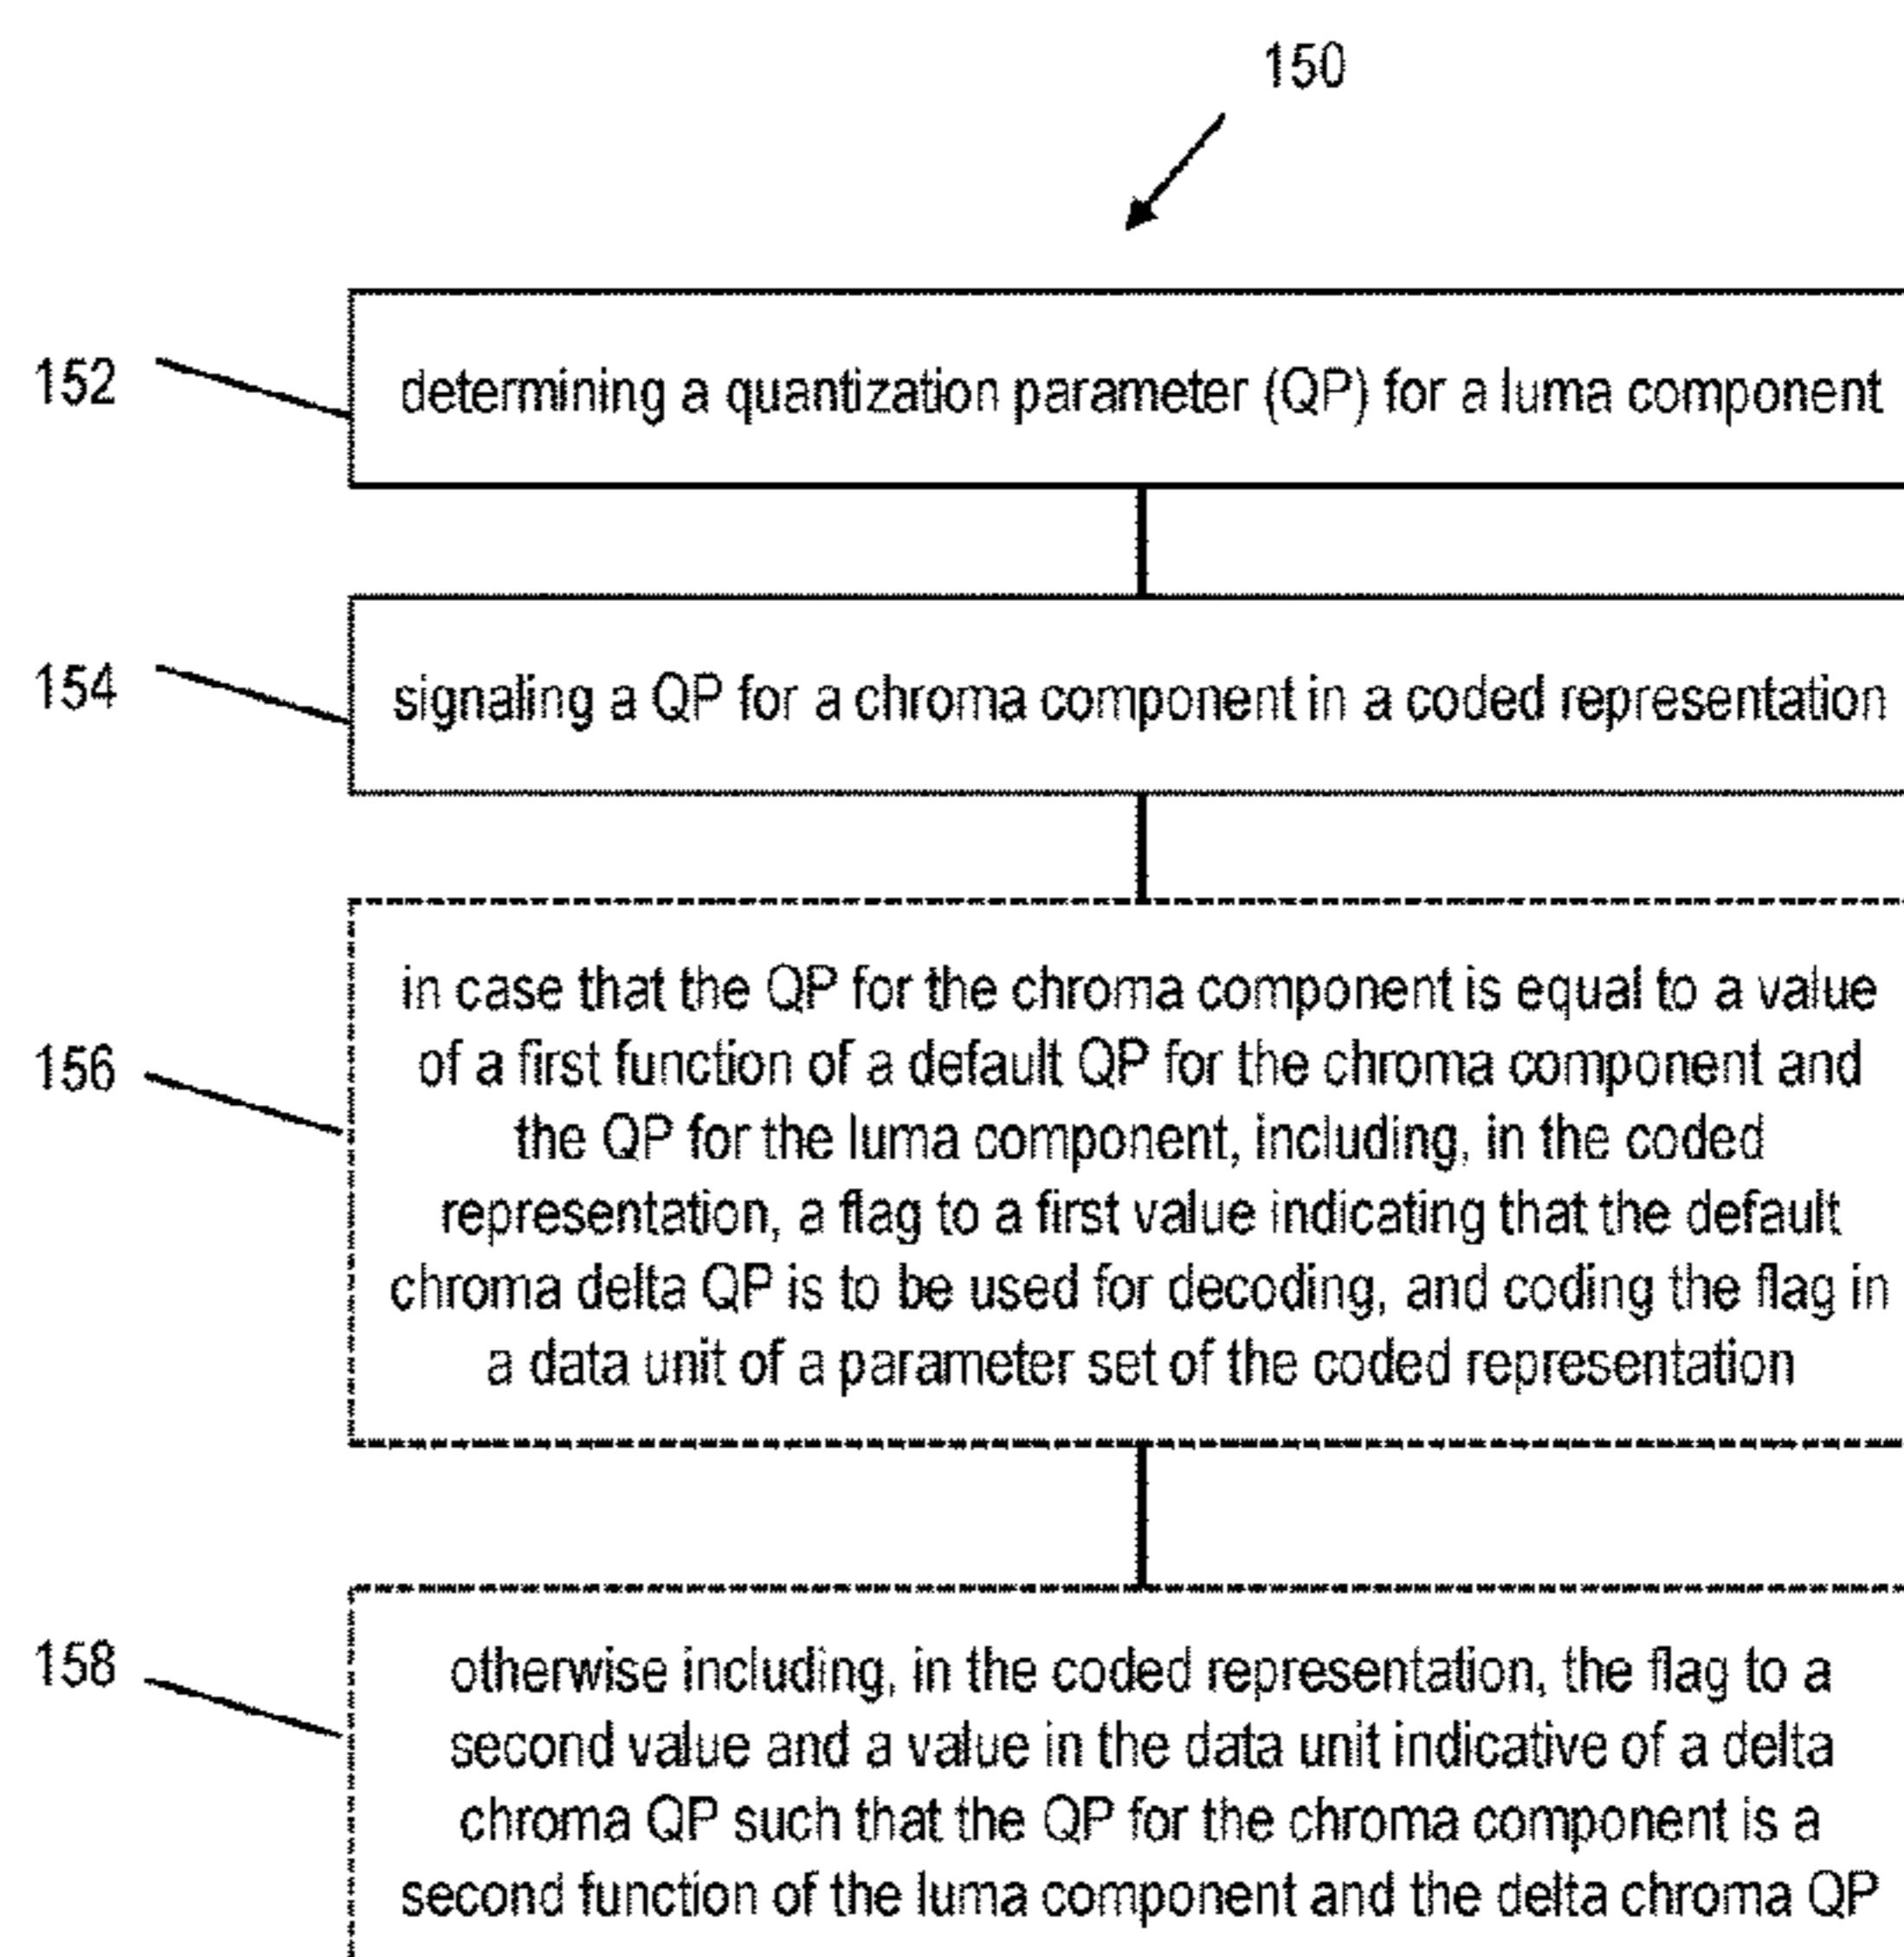 150
152
determining a quantization parameter (QP) for a luma component
154
signaling a QP for a chroma component in a coded representation
156
in case that the QP for the chroma component is equal to a value
of a first function of a default QP for the chroma component and
the QP for the luma component, including, in the coded
representation, a flag to a first value indicating that the default
chroma delta QP is to be used for decoding, and coding the flag in
a data unit of a parameter set of the coded representation
158
otherwise including, in the coded representation, the flag to a
second value and a value in the data unit indicative of a delta
chroma QP such that the QP for the chroma component is a
second function of the luma component and the delta chroma QP